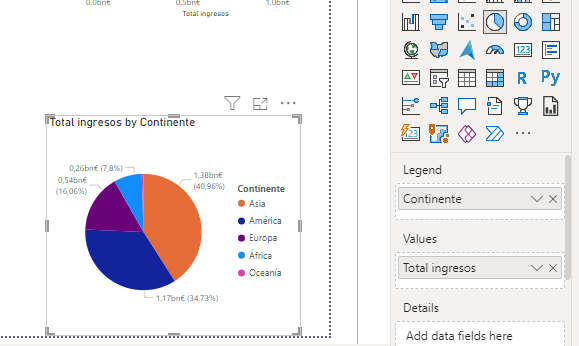 0,0bn€ 0,5bn€ 1,0bn€
Total ingresos
Total ingresos by Continente
0,26bn€ (7,8%)
0,54bn€
(16,06%)
1,38bn€
(40,96%)
1,17bn€ (34,73%)
Continente
Asia
América
Europa
África
Oceanía
123
R Py
123
Legend
Continente
Values
Total ingresos
Details
Add data fields here